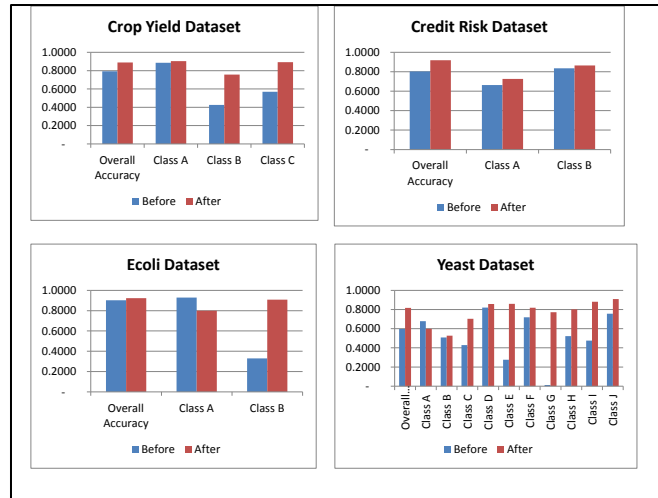 Crop Yield Dataset
1.0000
0.8000
0.6000
0.4000
0.2000
-
Overall Accuracy
Class A
Class B
Class C
Before
After
Credit Risk Dataset
1.0000
0.8000
0.6000
0.4000
0.2000
-
Overall Accuracy
Class A
Class B
Before
After
Ecoli Dataset
1.0000
0.8000
0.6000
0.4000
0.2000
-
Overall Accuracy
Class A
Class B
Before
After
Yeast Dataset
1.0000
0.8000
0.6000
0.4000
0.2000
-
Overall...
Class A
Class B
Class C
Class D
Class E
Class F
Class G
Class H
Class I
Class J
Before
After